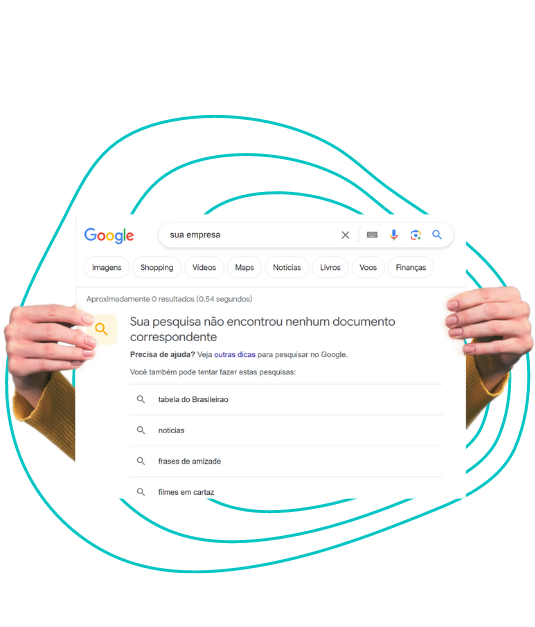 Google
sua empresa
Imagens Shopping Vídeos Maps Notícias Livros Voos Finanças
Aproximadamente 0 resultados (0,54 segundos)
Sua pesquisa não encontrou nenhum documento
correspondente
Precisa de ajuda? Veja outras dicas para pesquisar no Google.
Você também pode tentar fazer estas pesquisas:
tabela do Brasileirao
noticias
frases de amizade
filmes em cartaz